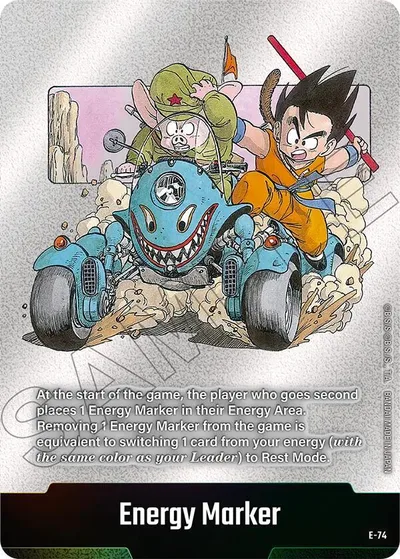 At the start of the game, the player who goes second
places 1 Energy Marker in their Energy Area.
Removing 1 Energy Marker from the game is
equivalent to switching 1 card from your energy (with
the same color as your Leader) to Rest Mode.
Energy Marker
E-74
SAMPLE